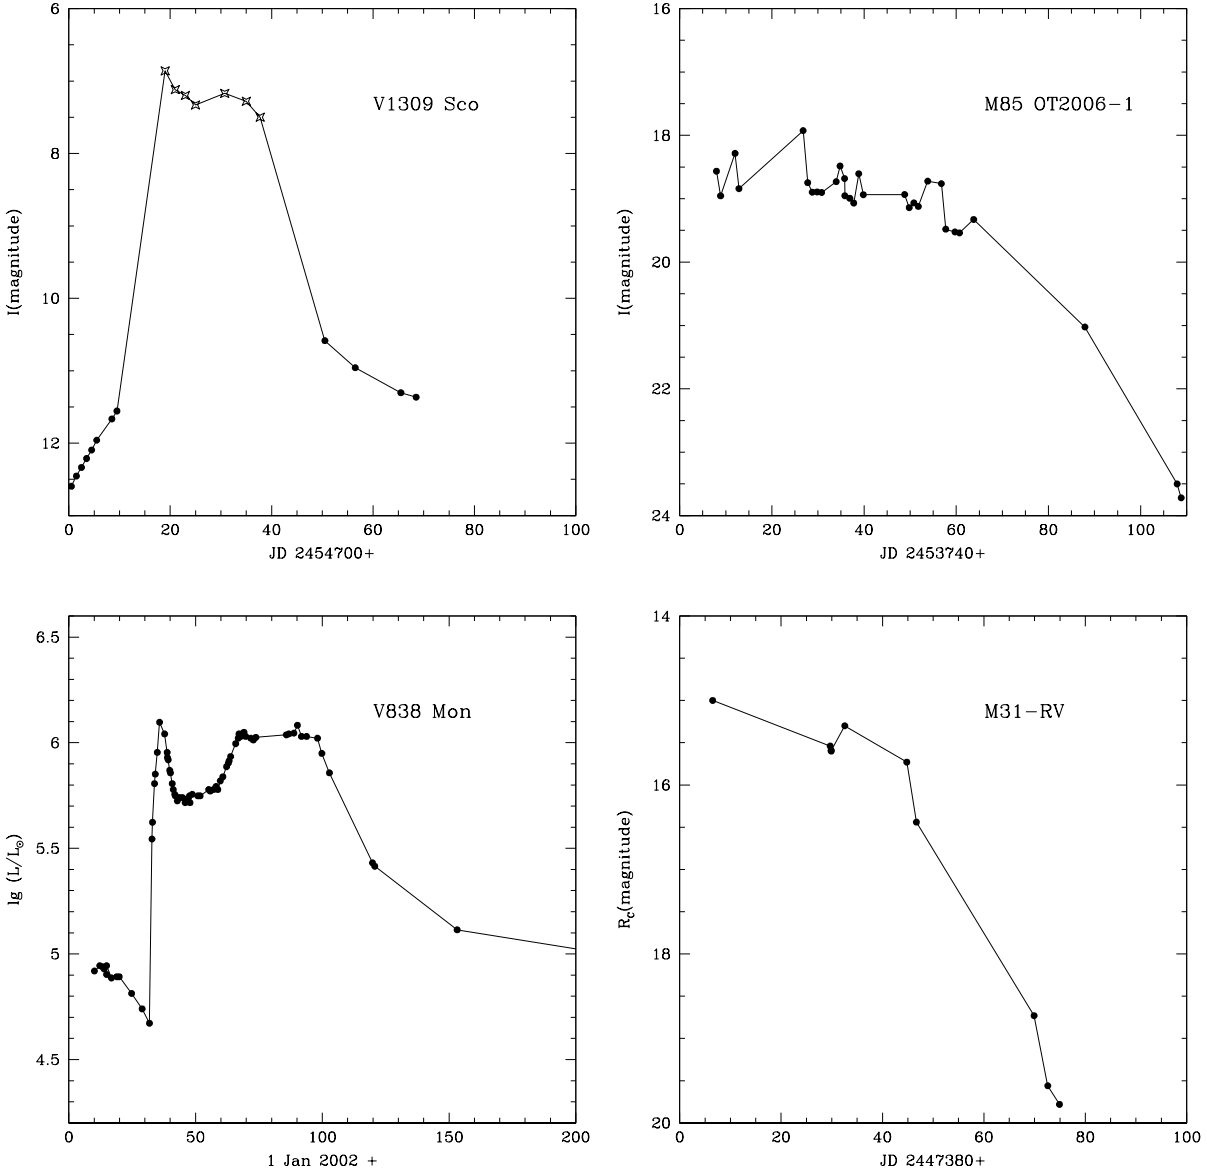 6
8
10
12
I(magnitude)
V1309 Sco
0 20 40 60 80 100
JD 2454700+
16
18
20
22
24
I(magnitude)
M85 OT2006-1
0 20 40 60 80 100
JD 2453740+
6.5
6
5.5
5
4.5
lg (L/L⊙)
V838 Mon
0 50 100 150 200
1 Jan 2002 +
14
16
18
20
Rc(magnitude)
M31-RV
0 20 40 60 80 100
JD 2447380+